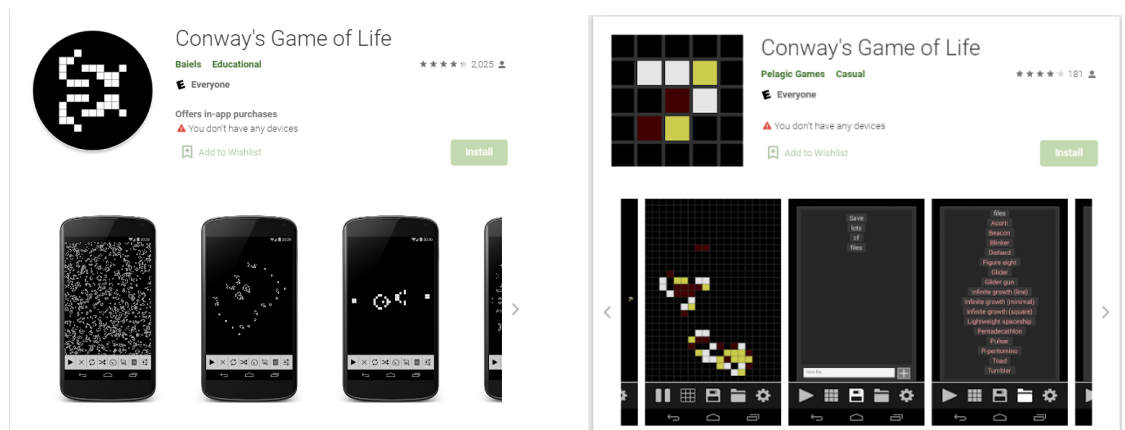 Conway's Game of Life
Baiels Educational
2,025
Everyone
Offers in-app purchases
You don't have any devices
Add to Wishlist
Install
Conway's Game of Life
Pelagic Games Casual
181
Everyone
You don't have any devices
Add to Wishlist
Install
Save
lots
of
files
files
Acorn
Beacon
Blinker
Diehard
Figure eight
Glider
Glider gun
Infinite growth (line)
Infinite growth (minimal)
Infinite growth (square)
Lightweight spaceship
Pentadecathlon
Pulsar
R-pentomino
Toad
Tumbler